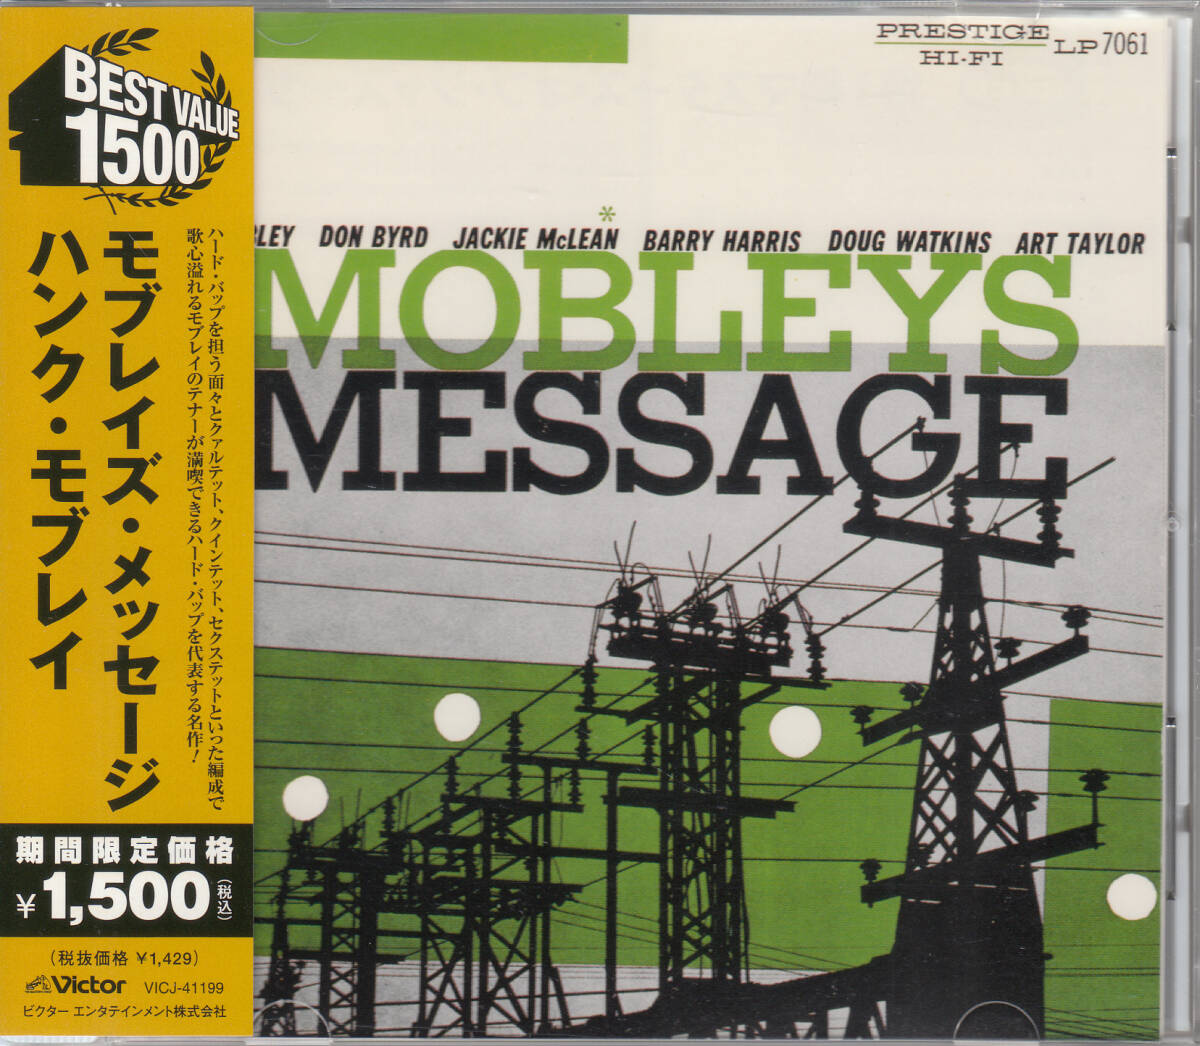 BEST VALUE
1500
モブレイズ・メッセージ
ハンク・モブレイ
ハード・バップを担う面々とクァルテット、クインテット、セクステットといった編成で
歌心溢れるモブレイのテナーが満喫できるハード・バップを代表する名作！
期間限定価格
¥1,500(税込)
(税抜価格 ¥1,429)
Victor VICJ-41199
ビクター エンタテインメント株式会社
PRESTIGE LP 7061
HI-FI
BLEY DON BYRD JACKIE McLEAN* BARRY HARRIS DOUG WATKINS ART TAYLOR
MOBLEYS
MESSAGE